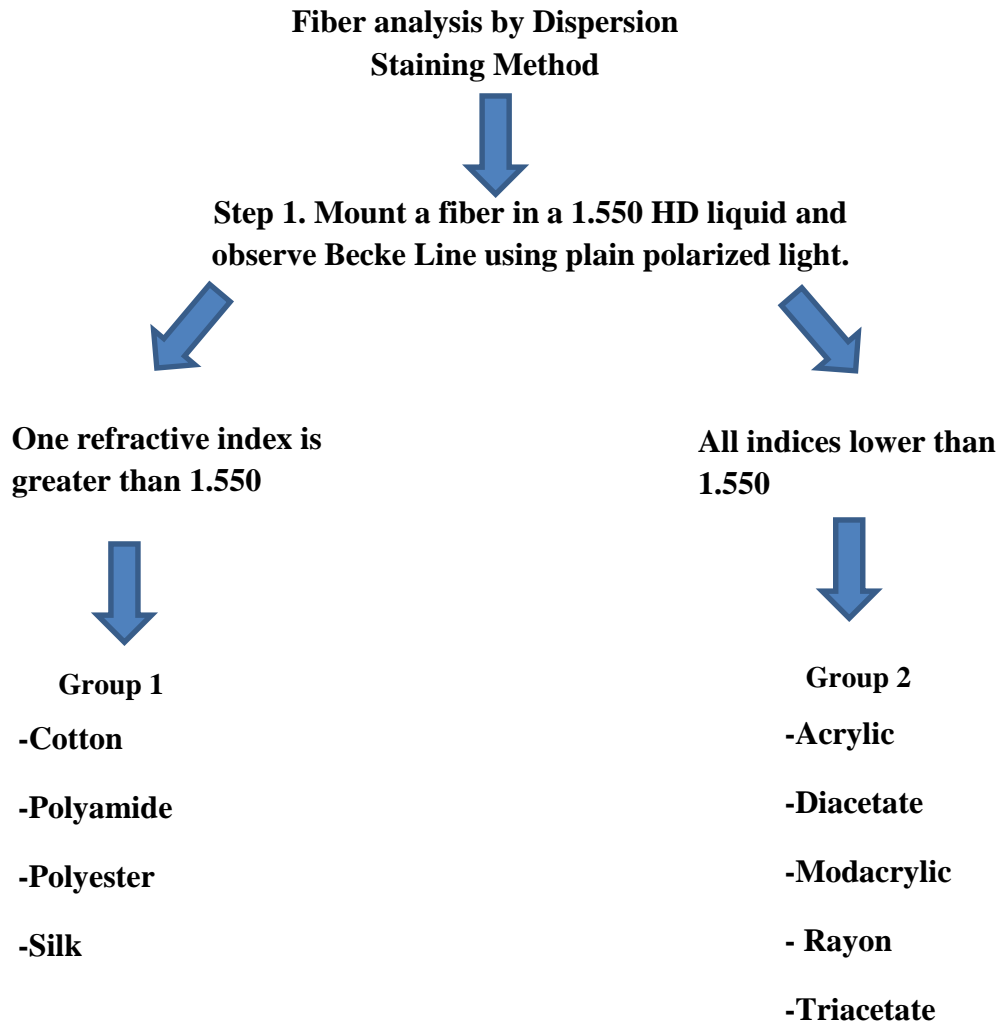 Fiber analysis by Dispersion
Staining Method
Step 1. Mount a fiber in a 1.550 HD liquid and
observe Becke Line using plain polarized light.
One refractive index is
greater than 1.550
All indices lower than
1.550
Group 1
-Cotton
-Polyamide
-Polyester
-Silk
Group 2
-Acrylic
-Diacetate
-Modacrylic
- Rayon
-Triacetate